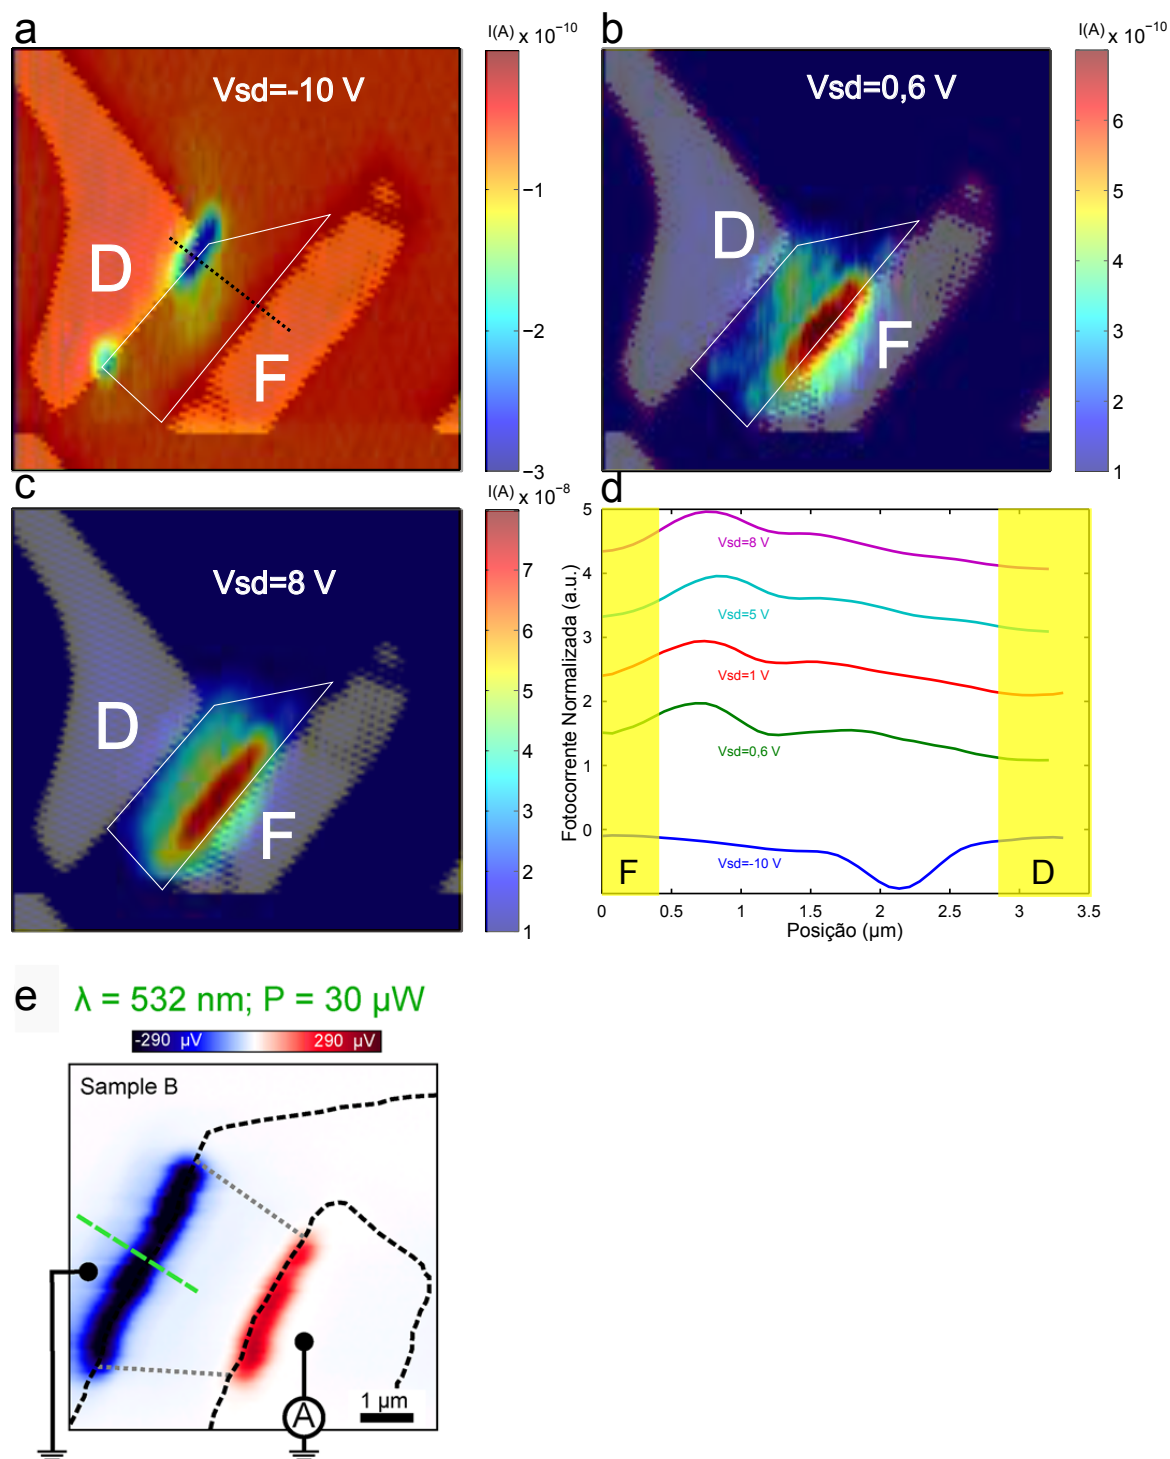 a
I(A) x 10⁻¹⁰
Vsd=-10 V
D
F
−1
−2
−3
b
I(A) x 10⁻¹⁰
Vsd=0,6 V
D
F
6
5
4
3
2
1
c
I(A) x 10⁻⁸
Vsd=8 V
D
F
7
6
5
4
3
2
1
d
Fotocorrente Normalizada (a.u.)
5
4
3
2
1
0
Vsd=8 V
Vsd=5 V
Vsd=1 V
Vsd=0,6 V
Vsd=-10 V
F
D
0 0.5 1 1.5 2 2.5 3 3.5
Posição (µm)
e
λ = 532 nm; P = 30 µW
-290 µV 290 µV
Sample B
1 µm
A